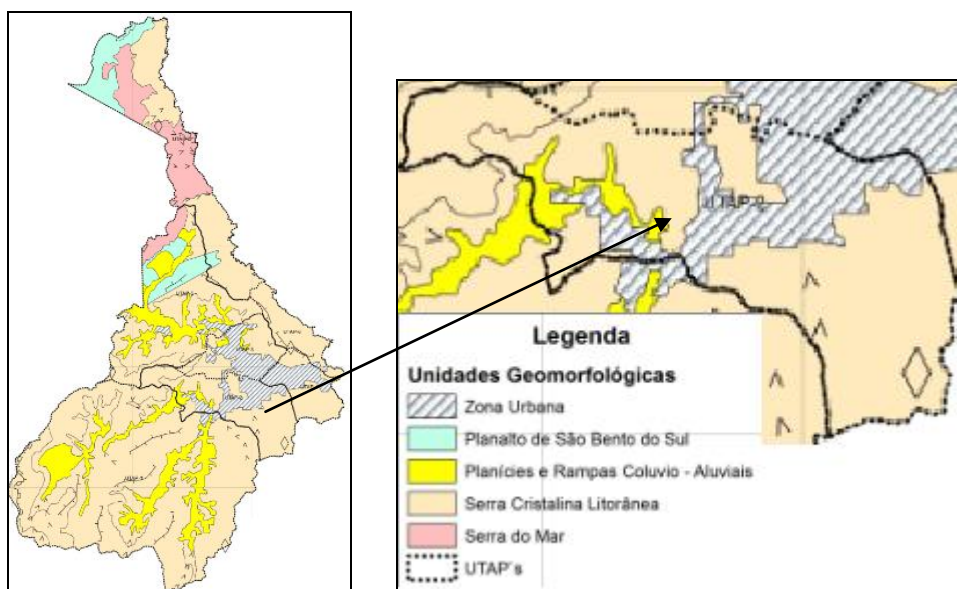 Legenda
Unidades Geomorfológicas
Zona Urbana
Planalto de São Bento do Sul
Planícies e Rampas Coluvio - Aluviais
Serra Cristalina Litorânea
Serra do Mar
UTAP´s